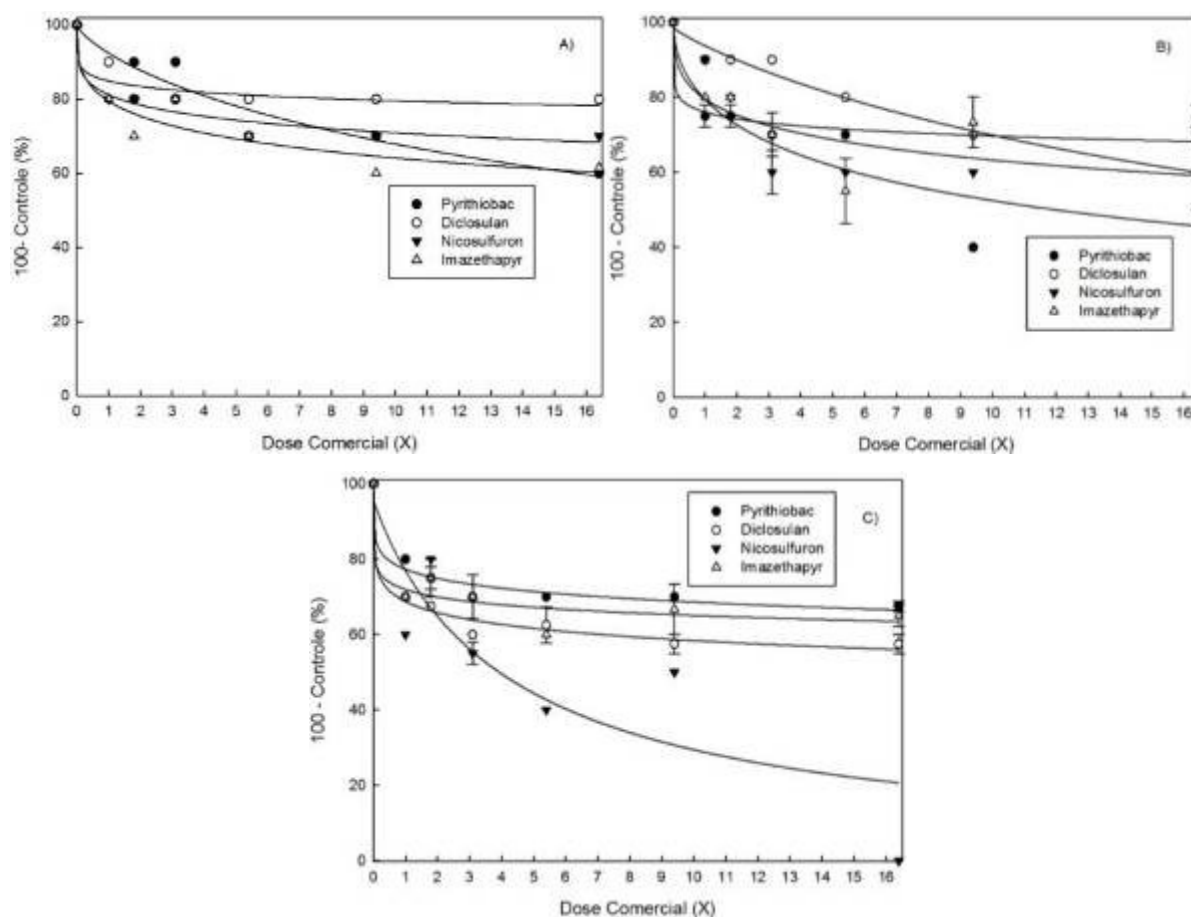 A)
100- Controle (%)
100
80
60
40
20
0
Pyrithiobac
Diclosulan
Nicosulfuron
Imazethapyr
0 1 2 3 4 5 6 7 8 9 10 11 12 13 14 15 16
Dose Comercial (X)
B)
100 - Controle (%)
100
80
60
40
20
0
Pyrithiobac
Diclosulan
Nicosulfuron
Imazethapyr
0 1 2 3 4 5 6 7 8 9 10 11 12 13 14 15 16
Dose Comercial (X)
C)
100 - Controle (%)
100
80
60
40
20
0
Pyrithiobac
Diclosulan
Nicosulfuron
Imazethapyr
0 1 2 3 4 5 6 7 8 9 10 11 12 13 14 15 16
Dose Comercial (X)